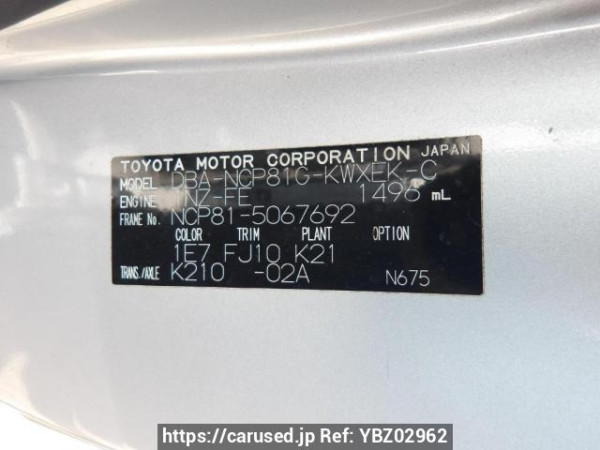 TOYOTA MOTOR CORPORATION JAPAN
MODEL DBA-NCP81G-KWXEK-C
ENGINE 1NZ-FE 1496 mL
FRAME No. NCP81-5067692
COLOR TRIM PLANT OPTION
1E7 FJ10 K21
TRANS./AXLE K210 -02A N675
https://carused.jp Ref: YBZ02962